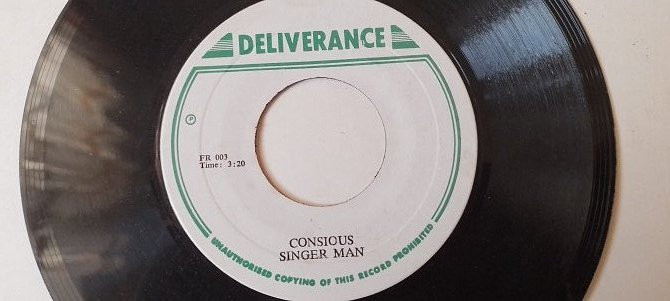 DELIVERANCE
P
FR 003
Time: 3:20
CONSIOUS
SINGER MAN
UNAUTHORISED COPYING OF THIS RECORD PROHIBITED